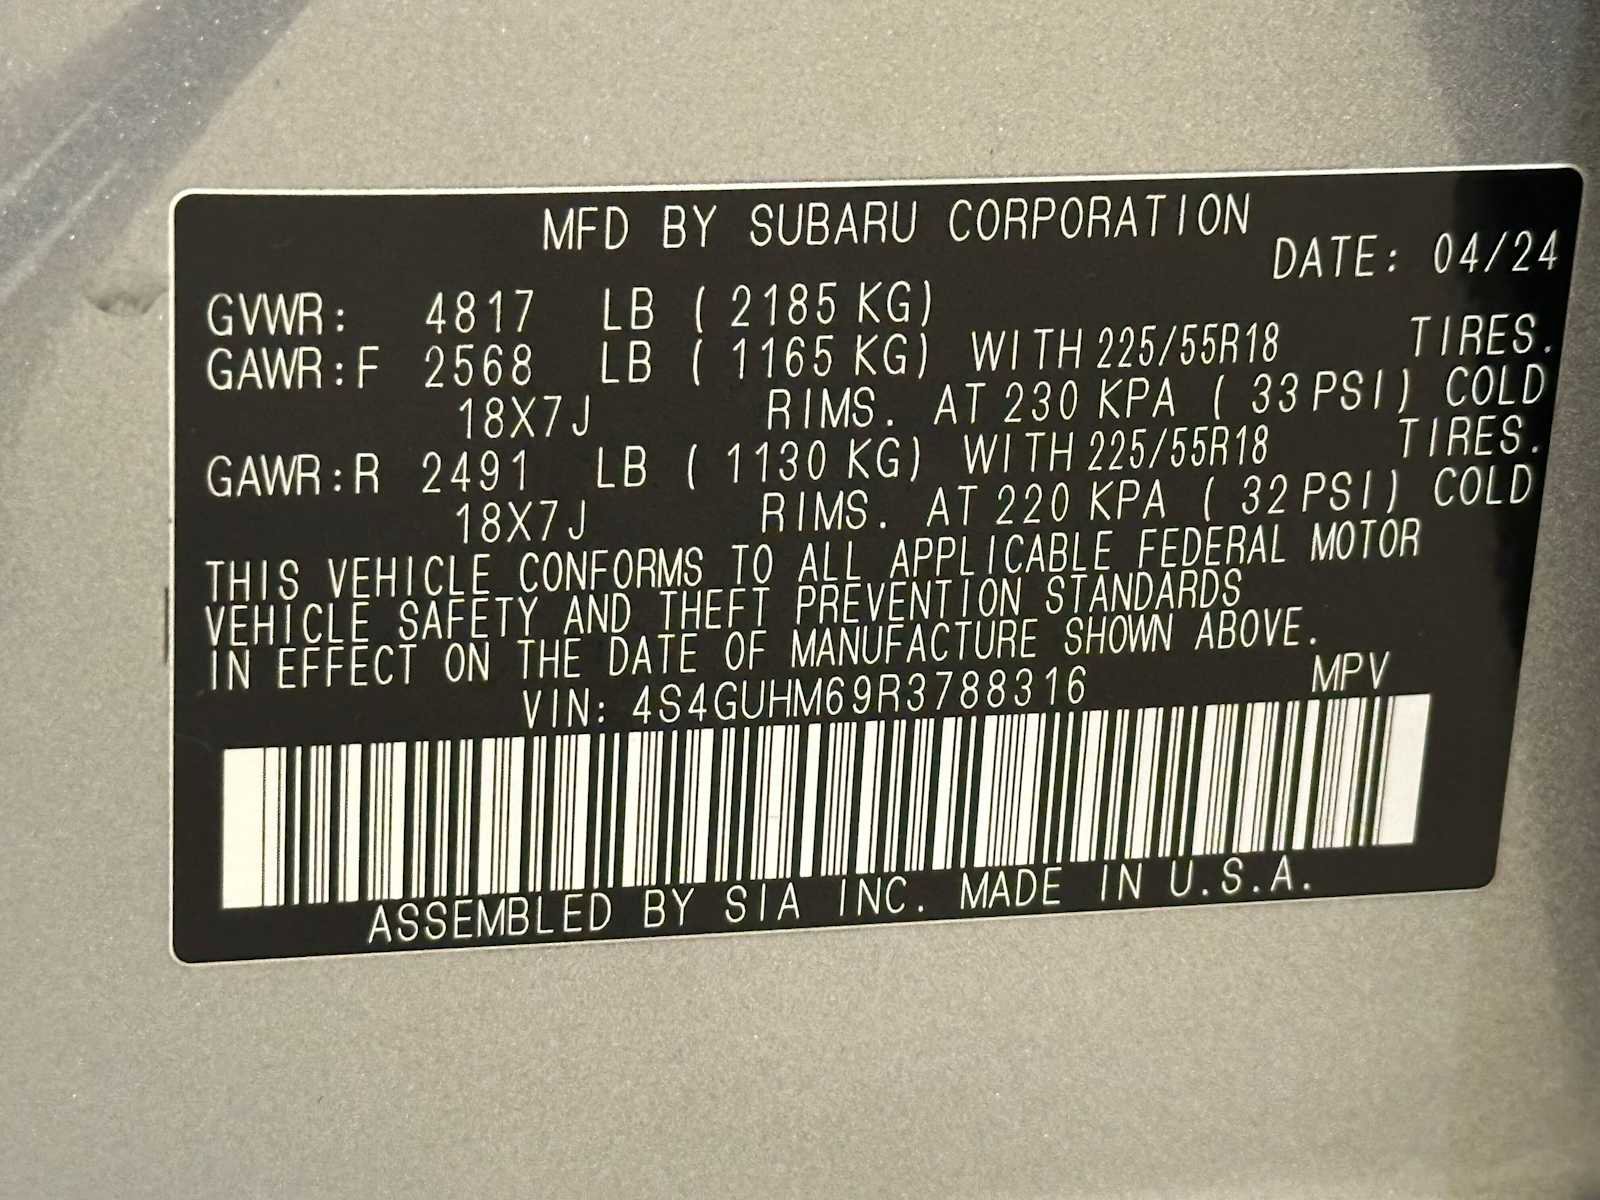 MFD BY SUBARU CORPORATION
DATE: 04/24
GVWR: 4817 LB ( 2185 KG)
GAWR:F 2568 LB ( 1165 KG) WITH 225/55R18 TIRES.
18X7J RIMS. AT 230 KPA ( 33 PSI) COLD
GAWR:R 2491 LB ( 1130 KG) WITH 225/55R18 TIRES.
18X7J RIMS. AT 220 KPA ( 32 PSI) COLD
THIS VEHICLE CONFORMS TO ALL APPLICABLE FEDERAL MOTOR
VEHICLE SAFETY AND THEFT PREVENTION STANDARDS
IN EFFECT ON THE DATE OF MANUFACTURE SHOWN ABOVE.
VIN: 4S4GUHM69R3788316 MPV
ASSEMBLED BY SIA INC. MADE IN U.S.A.